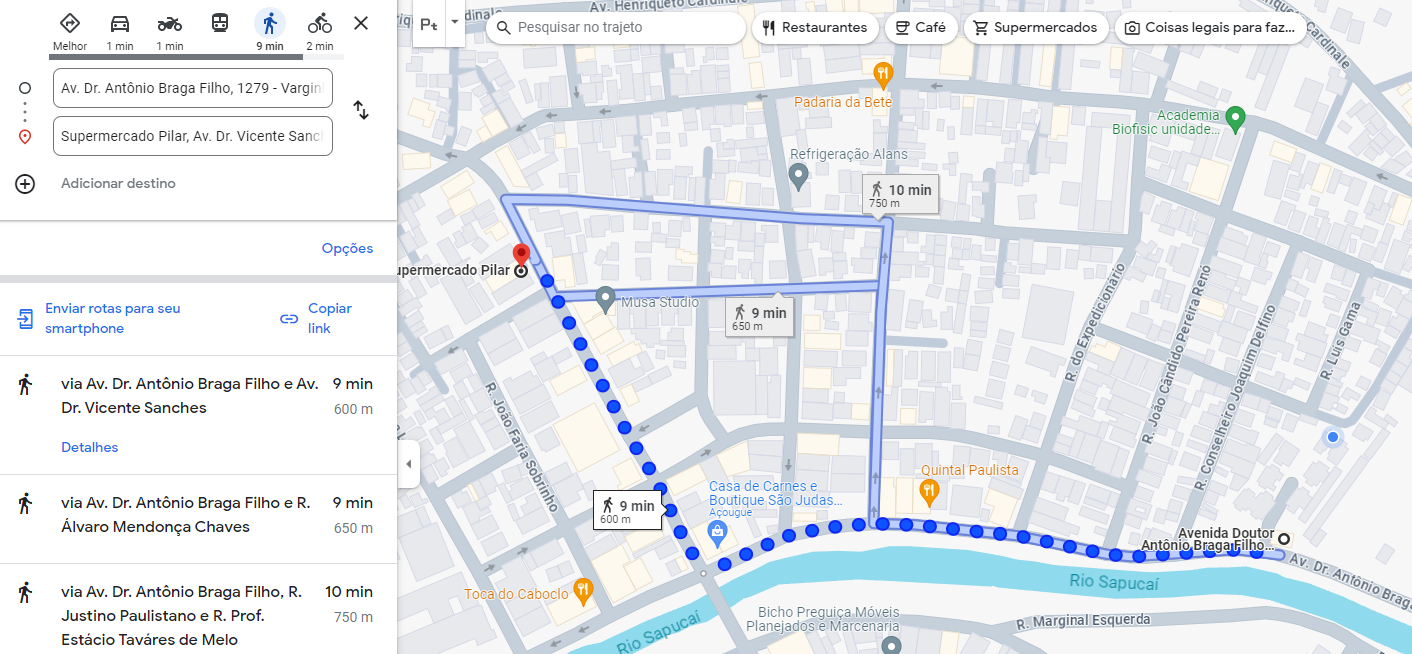 Melhor
1 min
1 min
9 min
2 min
Av. Dr. Antônio Braga Filho, 1279 - Vargin
Supermercado Pilar, Av. Dr. Vicente Sanc
Adicionar destino
Opções
Enviar rotas para seu
smartphone
Copiar
link
via Av. Dr. Antônio Braga Filho e Av.
Dr. Vicente Sanches
9 min
600 m
Detalhes
via Av. Dr. Antônio Braga Filho e R.
Álvaro Mendonça Chaves
9 min
650 m
via Av. Dr. Antônio Braga Filho, R.
Justino Paulistano e R. Prof.
Estácio Taváres de Melo
10 min
750 m
Pt
Pesquisar no trajeto
Restaurantes
Café
Supermercados
Coisas legais para faz...
Av. Henriqueto Cardinale
Cardinale
Cardinale
Padaria da Bete
Academia
Biofisic unidade...
Refrigeração Alans
10 min
750 m
upermercado Pilar
Musa Studio
9 min
650 m
R. do Expedicionário
R. João Cândido Pereira Renó
R. Conselheiro Joaquim Delfino
R. Luís Gama
R. João Faria Sobrinho
Quintal Paulista
Casa de Carnes e
Boutique São Judas...
Açougue
9 min
600 m
Avenida Doutor
Antônio Braga Filho...
Av. Dr. Antônio Braga
Rio Sapucaí
Toca do Caboclo
Bicho Preguiça Móveis
Planejados e Marcenaria
R. Marginal Esquerda
Rio Sapucaí